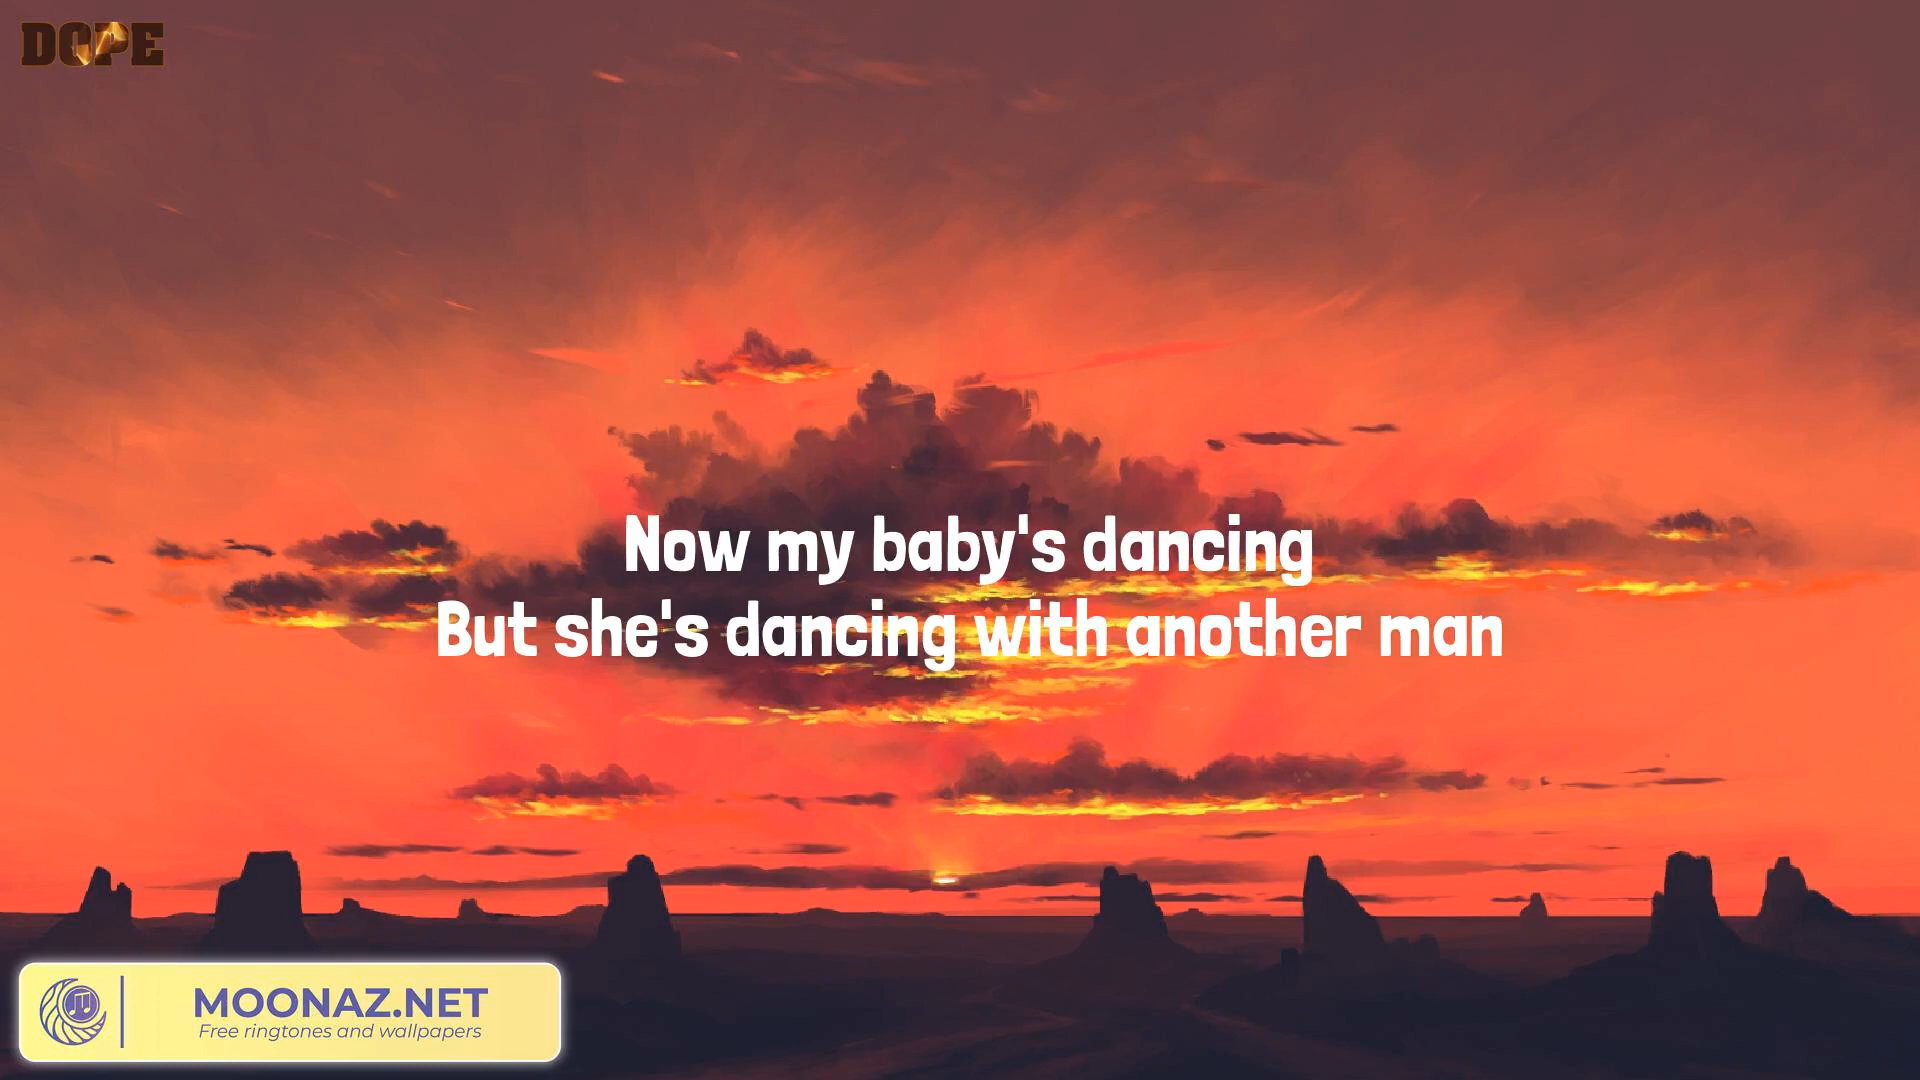 DOPE
Now my baby's dancing
But she's dancing with another man
MOONAZ.NET
Free ringtones and wallpapers